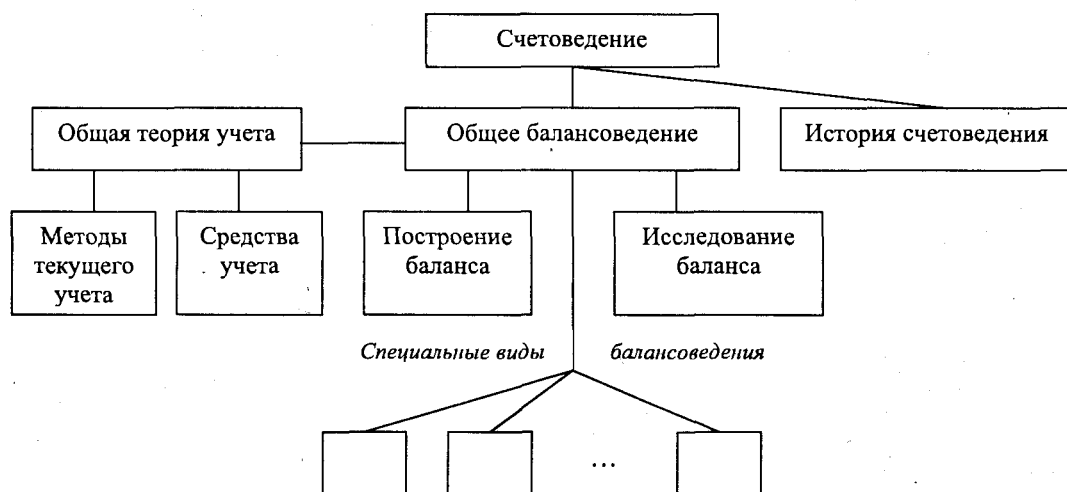 Счетоведение
Общая теория учета
Общее балансоведение
История счетоведения
Методы
текущего
учета
Средства
учета
Построение
баланса
Исследование
баланса
Специальные виды балансоведения
...